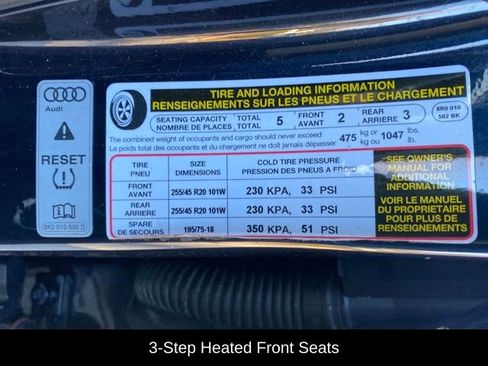 Audi
RESET
8K0 010 500 D
TIRE AND LOADING INFORMATION
RENSEIGNEMENTS SUR LES PNEUS ET LE CHARGEMENT
SEATING CAPACITY TOTAL 5 FRONT 2 REAR 3
NOMBRE DE PLACES TOTAL AVANT ARRIERE
8R0 010
502 BK
The combined weight of occupants and cargo should never exceed 475 kg or 1047 lbs.
Le poids total des occupants et du chargement ne doit jamais dépasser kg ou lb.
TIRE SIZE COLD TIRE PRESSURE
PNEU DIMENSIONS PRESSION DES PNEUS A FROID
FRONT
AVANT 255/45 R20 101W 230 KPA, 33 PSI
REAR
ARRIERE 255/45 R20 101W 230 KPA, 33 PSI
SPARE
DE SECOURS 195/75-18 350 KPA, 51 PSI
SEE OWNER'S
MANUAL FOR
ADDITIONAL
INFORMATION
VOIR LE MANUEL
DU PROPRIETAIRE
POUR PLUS DE
RENSEIGNEMENTS
3-Step Heated Front Seats